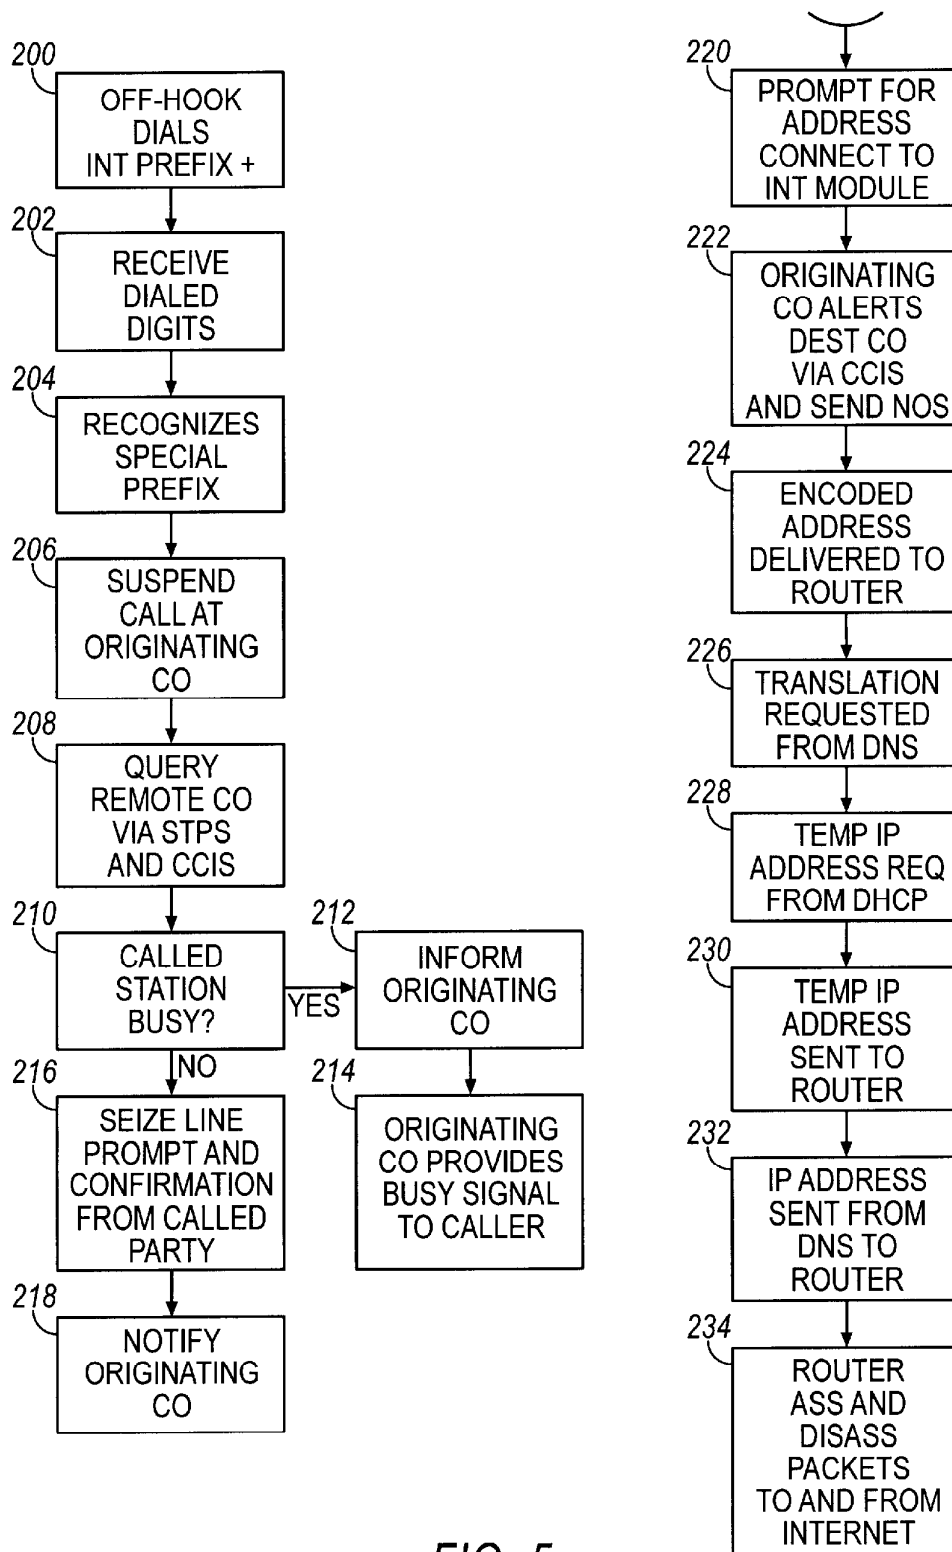 200
OFF-HOOK
DIALS
INT PREFIX +
202
RECEIVE
DIALED
DIGITS
204
RECOGNIZES
SPECIAL
PREFIX
206
SUSPEND
CALL AT
ORIGINATING
CO
208
QUERY
REMOTE CO
VIA STPS
AND CCIS
210
CALLED
STATION
BUSY?
YES
NO
212
INFORM
ORIGINATING
CO
214
ORIGINATING
CO PROVIDES
BUSY SIGNAL
TO CALLER
216
SEIZE LINE
PROMPT AND
CONFIRMATION
FROM CALLED
PARTY
218
NOTIFY
ORIGINATING
CO
220
PROMPT FOR
ADDRESS
CONNECT TO
INT MODULE
222
ORIGINATING
CO ALERTS
DEST CO
VIA CCIS
AND SEND NOS
224
ENCODED
ADDRESS
DELIVERED TO
ROUTER
226
TRANSLATION
REQUESTED
FROM DNS
228
TEMP IP
ADDRESS REQ
FROM DHCP
230
TEMP IP
ADDRESS
SENT TO
ROUTER
232
IP ADDRESS
SENT FROM
DNS TO
ROUTER
234
ROUTER
ASS AND
DISASS
PACKETS
TO AND FROM
INTERNET
FIG. 5